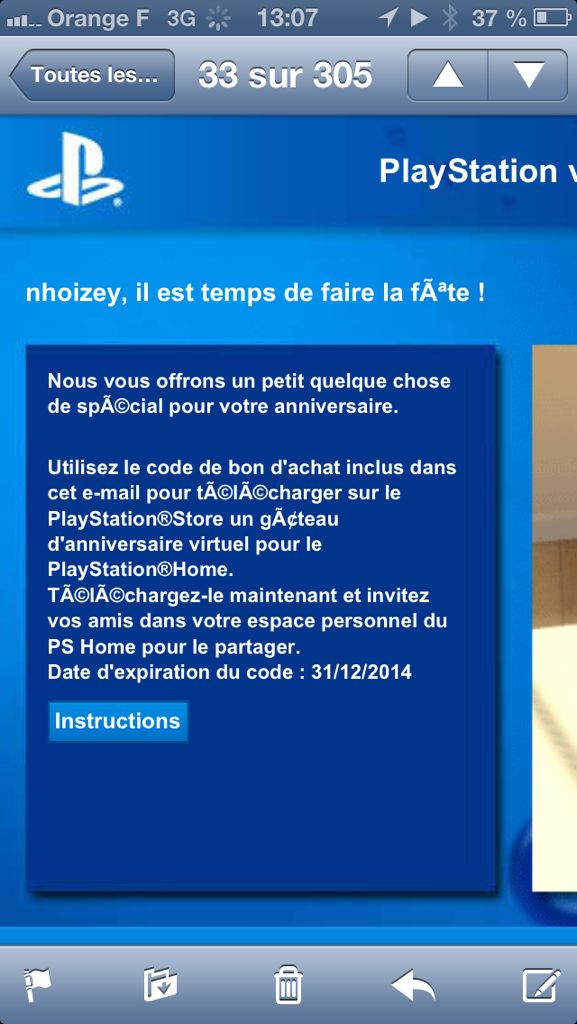 Orange F 3G 13:07 37 %
Toutes les... 33 sur 305
PlayStation
nhoizey, il est temps de faire la fÃªte !
Nous vous offrons un petit quelque chose
de spÃ©cial pour votre anniversaire.
Utilisez le code de bon d'achat inclus dans
cet e-mail pour tÃ©lÃ©charger sur le
PlayStation®Store un gÃ¢teau
d'anniversaire virtuel pour le
PlayStation®Home.
TÃ©lÃ©chargez-le maintenant et invitez
vos amis dans votre espace personnel du
PS Home pour le partager.
Date d'expiration du code : 31/12/2014
Instructions